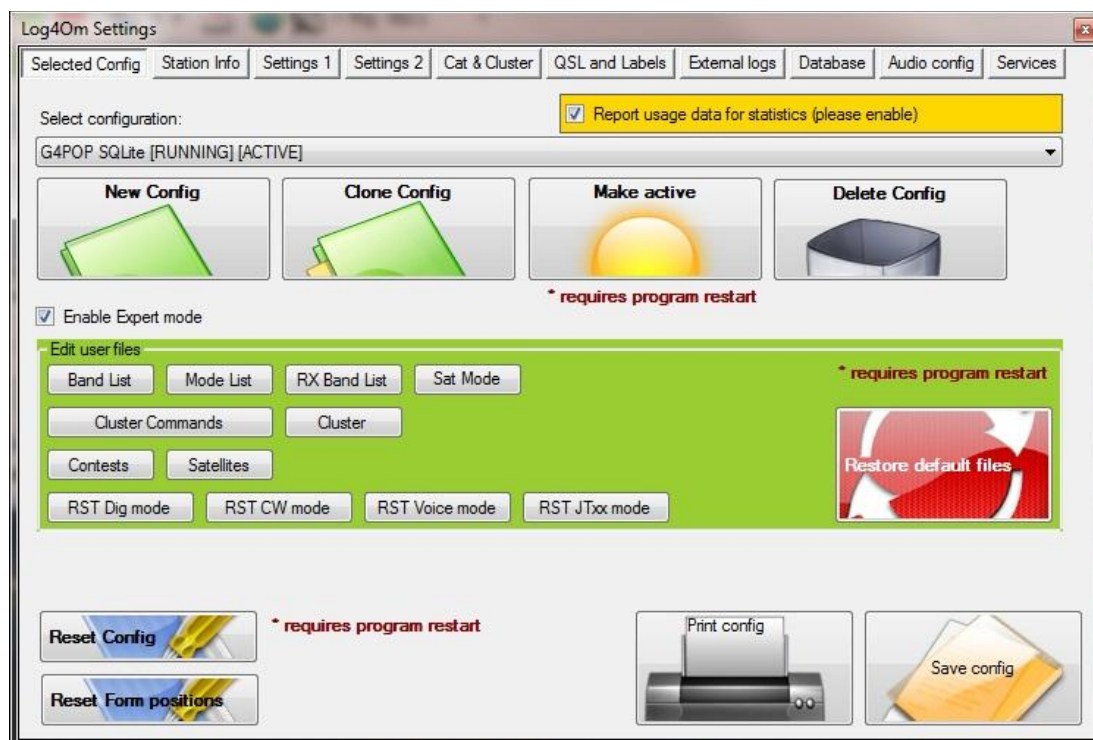 Log4Om Settings
Selected Config Station Info Settings 1 Settings 2 Cat & Cluster QSL and Labels External logs Database Audio config Services
Select configuration:
Report usage data for statistics (please enable)
G4POP SQLite [RUNNING] [ACTIVE]
New Config Clone Config Make active Delete Config
* requires program restart
Enable Expert mode
Edit user files
Band List Mode List RX Band List Sat Mode
* requires program restart
Cluster Commands Cluster
Contests Satellites
Restore default files
RST Dig mode RST CW mode RST Voice mode RST JTxx mode
Reset Config
* requires program restart
Print config
Save config
Reset Form positions